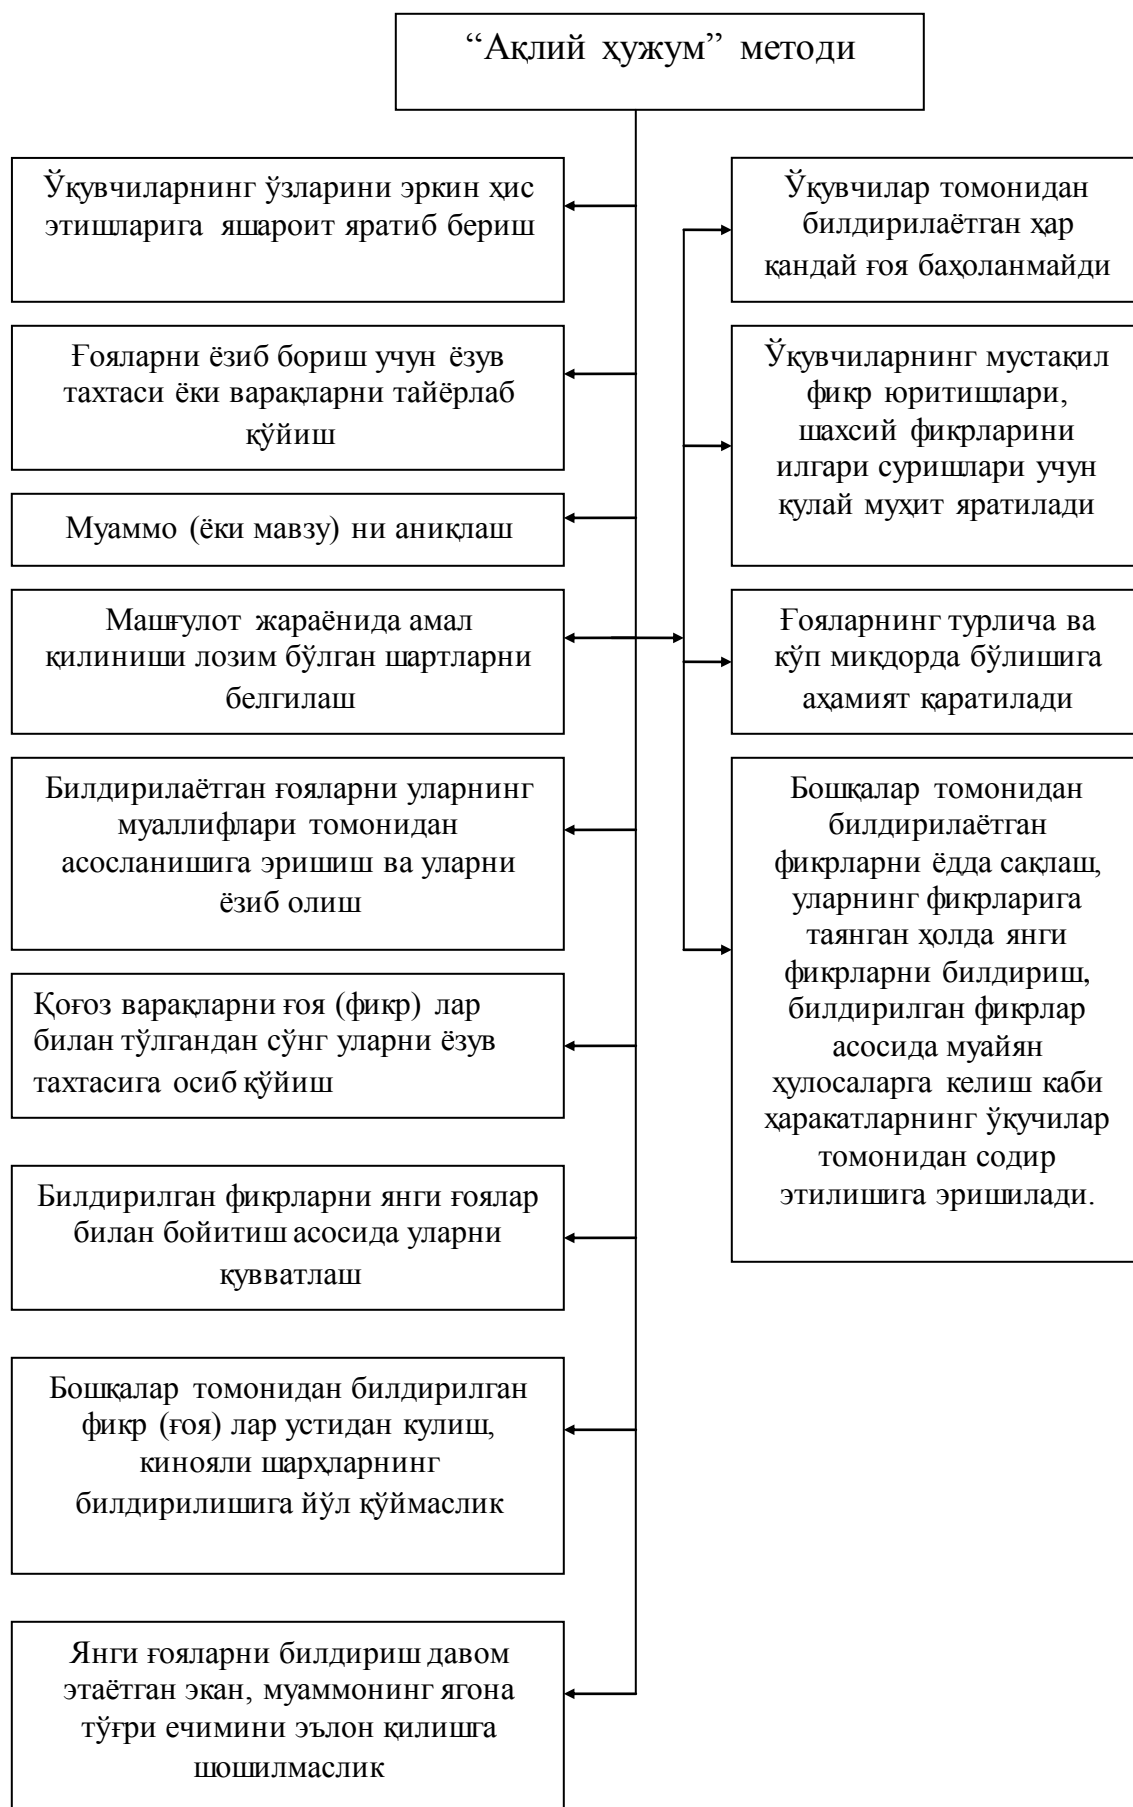 “Ақлий ҳужум” методи
Ўқувчиларнинг ўзларини эркин ҳис
этишларига яшароит яратиб бериш
Ғояларни ёзиб бориш учун ёзув
тахтаси ёки варақларни тайёрлаб
қўйиш
Муаммо (ёки мавзу) ни аниқлаш
Машғулот жараёнида амал
қилиниши лозим бўлган шартларни
белгилаш
Билдирилаётган ғояларни уларнинг
муаллифлари томонидан
асосланишига эришиш ва уларни
ёзиб олиш
Қоғоз варақларни ғоя (фикр) лар
билан тўлгандан сўнг уларни ёзув
тахтасига осиб қўйиш
Билдирилган фикрларни янги ғоялар
билан бойитиш асосида уларни
қувватлаш
Бошқалар томонидан билдирилган
фикр (ғоя) лар устидан кулиш,
кинояли шарҳларнинг
билдирилишига йўл қўймаслик
Янги ғояларни билдириш давом
этаётган экан, муаммонинг ягона
тўғри ечимини эълон қилишга
шошилмаслик
Ўқувчилар томонидан
билдирилаётган ҳар
қандай ғоя баҳоланмайди
Ўқувчиларнинг мустақил
фикр юритишлари,
шахсий фикрларини
илгари суришлари учун
қулай муҳит яратилади
Ғояларнинг турлича ва
кўп миқдорда бўлишига
аҳамият қаратилади
Бошқалар томонидан
билдирилаётган
фикрларни ёдда сақлаш,
уларнинг фикрларига
таянган ҳолда янги
фикрларни билдириш,
билдирилган фикрлар
асосида муайян
ҳулосаларга келиш каби
ҳаракатларнинг ўқучилар
томонидан содир
этилишига эришилади.